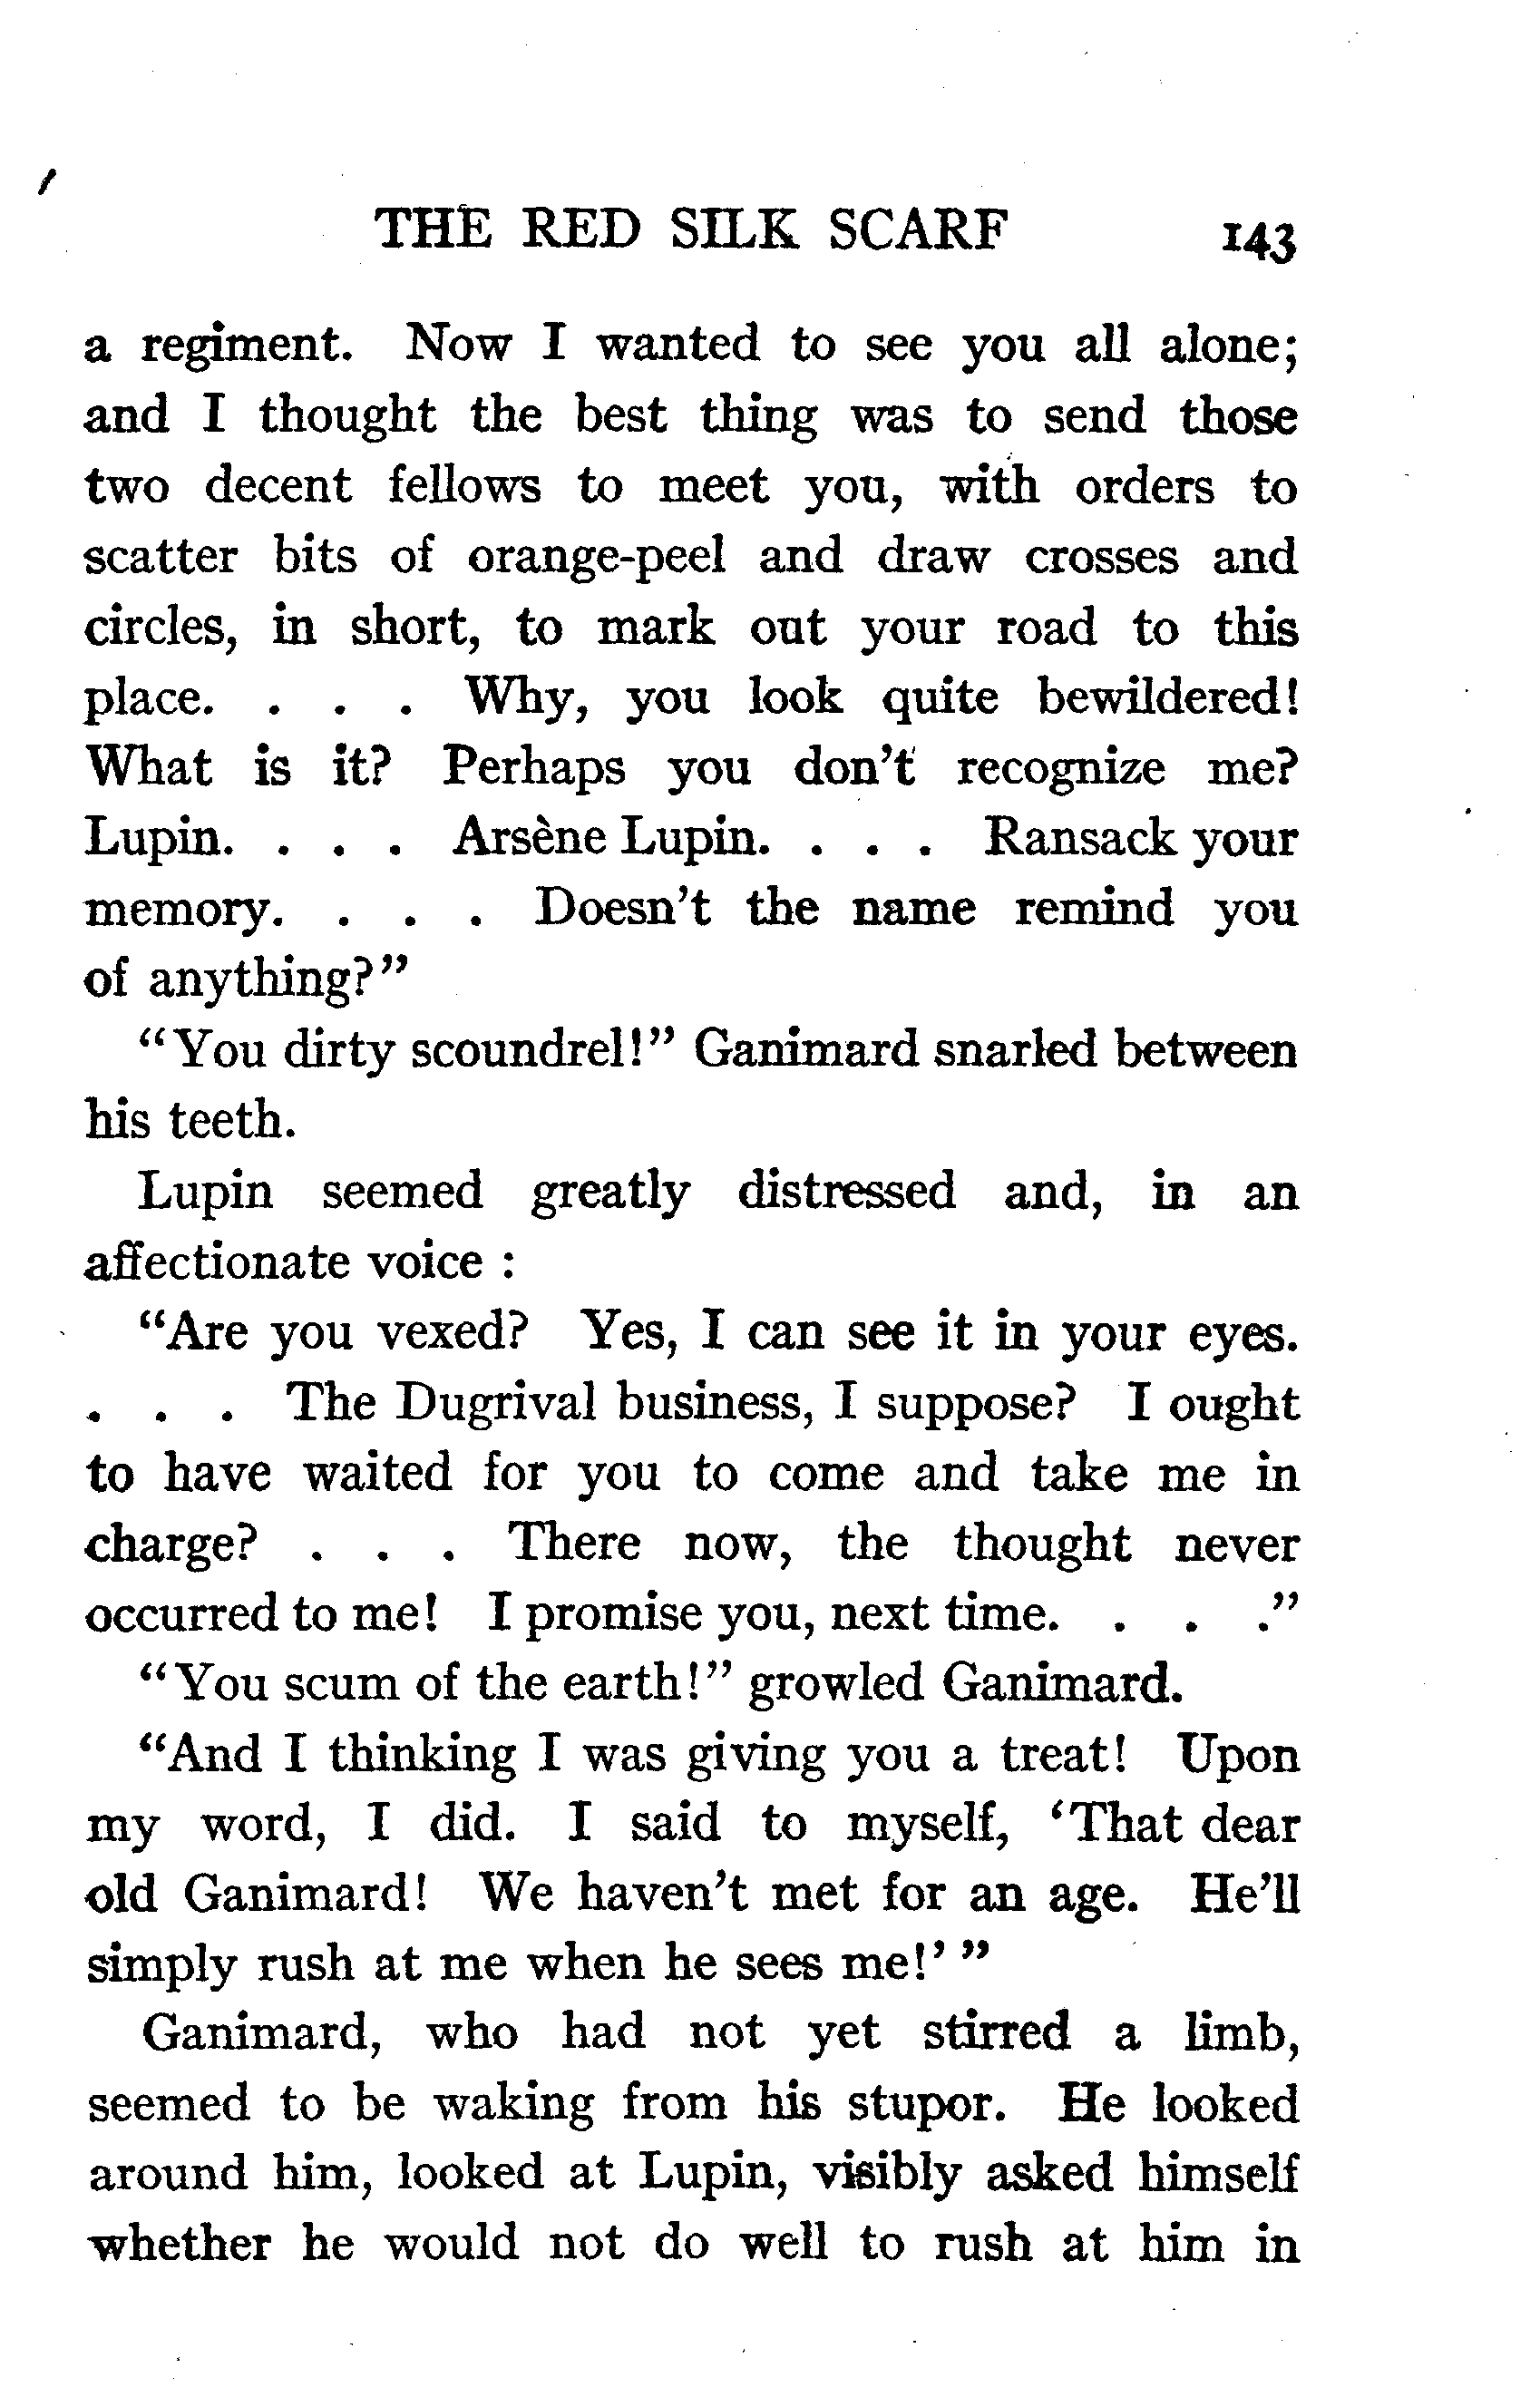 THE RED SILK SCARF 143
a regiment. Now I wanted to see you all alone;
and I thought the best thing was to send those
two decent fellows to meet you, with orders to
scatter bits of orange-peel and draw crosses and
circles, in short, to mark out your road to this
place. . . . Why, you look quite bewildered!
What is it? Perhaps you don't recognize me?
Lupin. . . . Arsène Lupin. . . . Ransack your
memory. . . . Doesn't the name remind you
of anything?"
"You dirty scoundrel!" Ganimard snarled between
his teeth.
Lupin seemed greatly distressed and, in an
affectionate voice :
"Are you vexed? Yes, I can see it in your eyes.
. . . The Dugrival business, I suppose? I ought
to have waited for you to come and take me in
charge? . . . There now, the thought never
occurred to me! I promise you, next time. . . ."
"You scum of the earth!" growled Ganimard.
"And I thinking I was giving you a treat! Upon
my word, I did. I said to myself, 'That dear
old Ganimard! We haven't met for an age. He'll
simply rush at me when he sees me!' "
Ganimard, who had not yet stirred a limb,
seemed to be waking from his stupor. He looked
around him, looked at Lupin, visibly asked himself
whether he would not do well to rush at him in